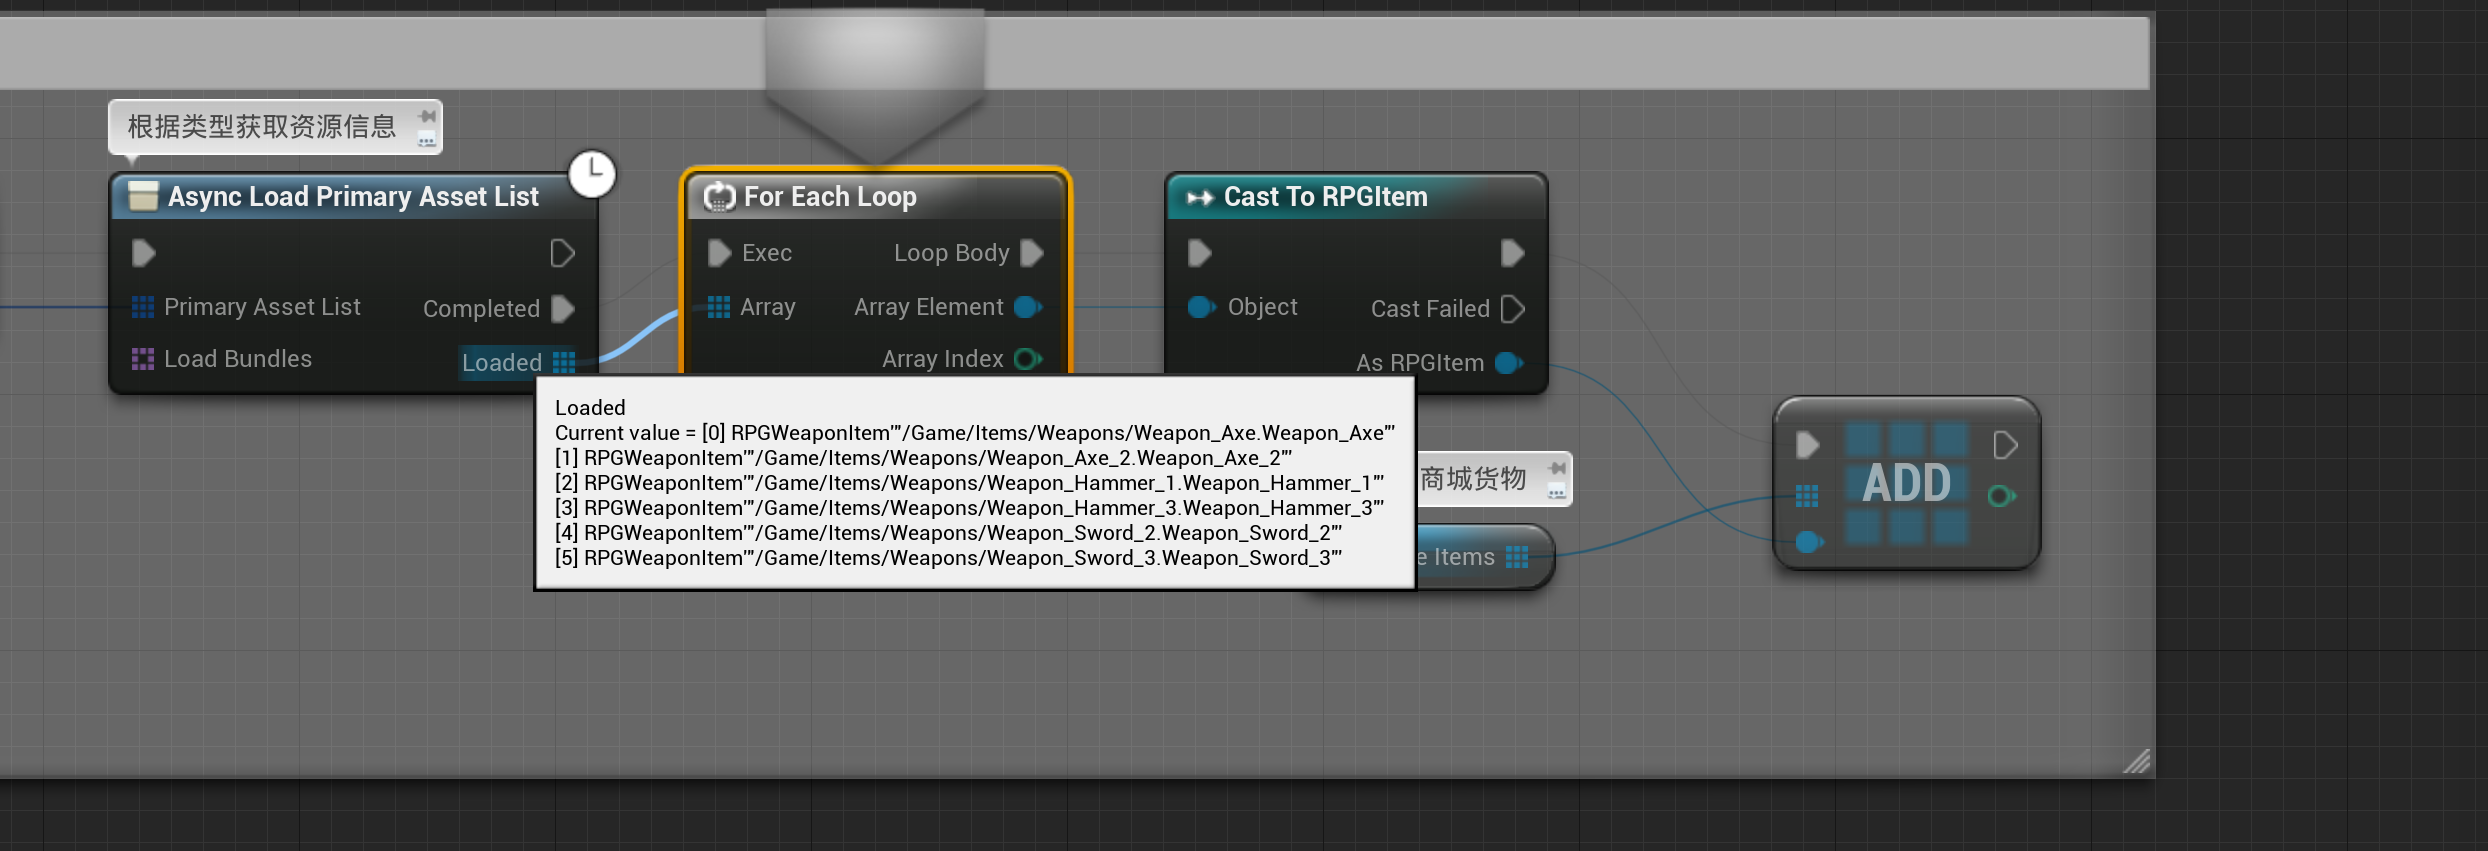 根据类型获取资源信息
Async Load Primary Asset List
Primary Asset List
Completed
Load Bundles
Loaded
For Each Loop
Exec
Loop Body
Array
Array Element
Array Index
Cast To RPGItem
Object
Cast Failed
As RPGItem
Loaded
Current value = [0] RPGWeaponItem'"/Game/Items/Weapons/Weapon_Axe.Weapon_Axe"'
[1] RPGWeaponItem'"/Game/Items/Weapons/Weapon_Axe_2.Weapon_Axe_2"'
[2] RPGWeaponItem'"/Game/Items/Weapons/Weapon_Hammer_1.Weapon_Hammer_1"'
[3] RPGWeaponItem'"/Game/Items/Weapons/Weapon_Hammer_3.Weapon_Hammer_3"'
[4] RPGWeaponItem'"/Game/Items/Weapons/Weapon_Sword_2.Weapon_Sword_2"'
[5] RPGWeaponItem'"/Game/Items/Weapons/Weapon_Sword_3.Weapon_Sword_3"'
商城货物
e Items
ADD